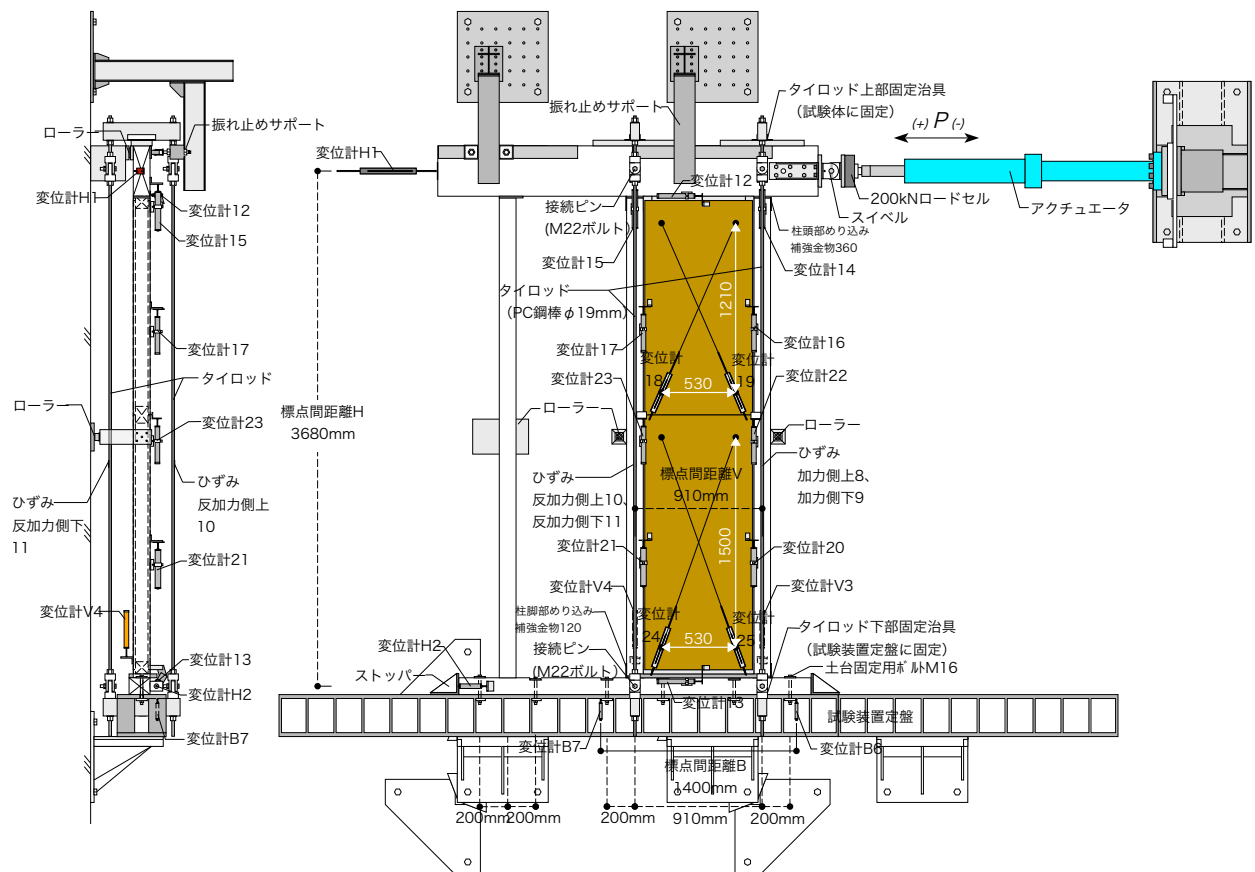 ローラー
振れ止めサポート
変位計H1
変位計12
変位計15
変位計17
タイロッド
ローラー
変位計23
ひずみ
反加力側上
10
ひずみ
反加力側下
11
変位計21
変位計V4
変位計13
変位計H2
変位計B7
標点間距離H
3680mm
変位計H1
振れ止めサポート
タイロッド上部固定治具
(試験体に固定)
(+) P (-)
変位計12
接続ピン
(M22ボルト)
200kNロードセル
スイベル
アクチュエータ
柱頭部めり込み
補強金物360
変位計15
変位計14
タイロッド
(PC鋼棒φ19mm)
1210
変位計17
変位計16
変位計
18
530
変位計
19
変位計23
変位計22
ローラー
ローラー
ひずみ
反加力側上10、
反加力側下11
標点間距離V
910mm
ひずみ
加力側上8、
加力側下9
1500
変位計21
変位計20
変位計V4
変位計V3
柱脚部めり込み
補強金物120
変位計
24
530
変位計
25
タイロッド下部固定治具
(試験装置定盤に固定)
変位計H2
接続ピン
(M22ボルト)
土台固定用ボルトM16
ストッパ
変位計13
試験装置定盤
変位計B7
変位計B6
標点間距離B
1400mm
200mm
200mm
200mm
910mm
200mm